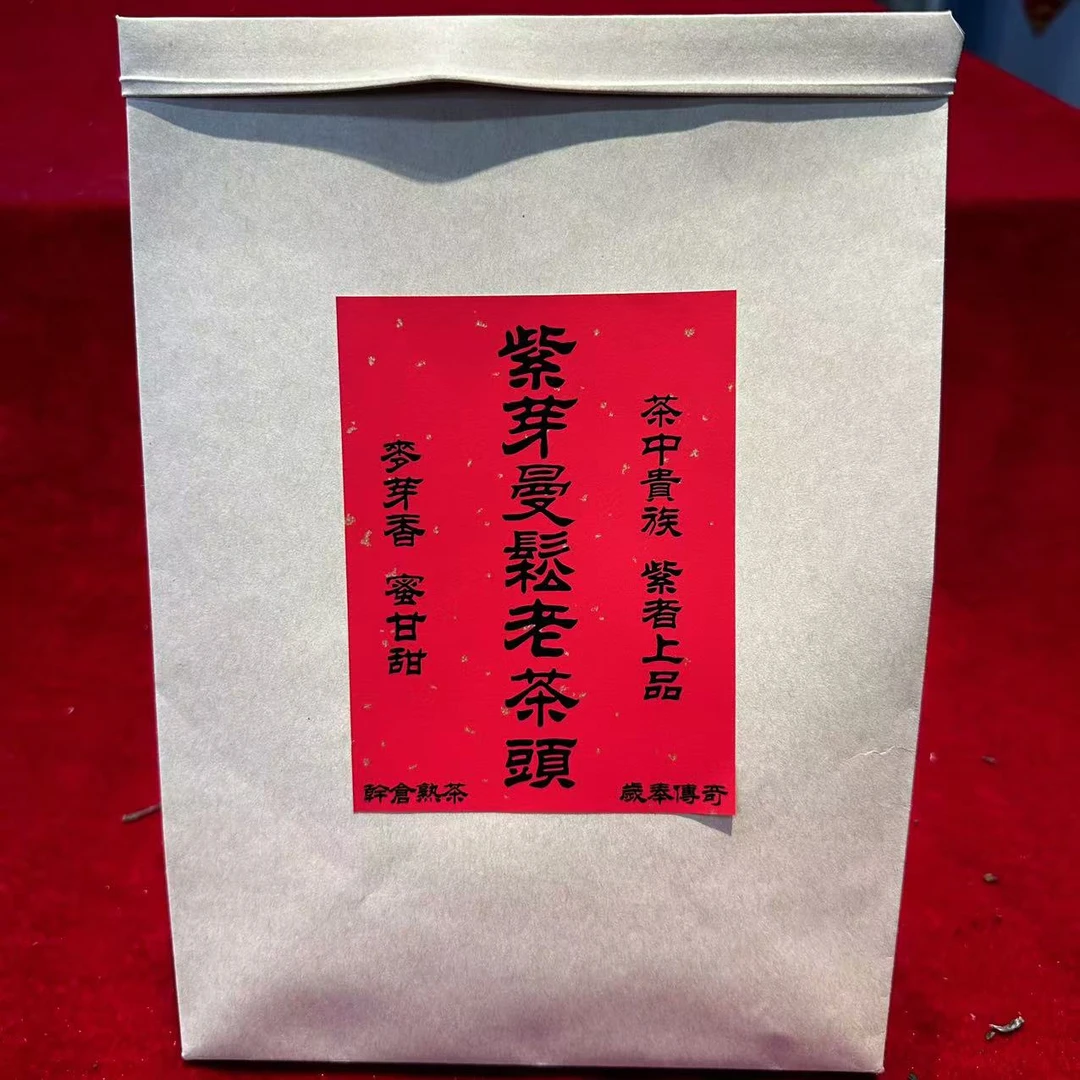 茶中貴族 紫者上品
紫芽曼鬆老茶頭
麥芽香 蜜甘甜
歲奉傳奇
幹倉熟茶